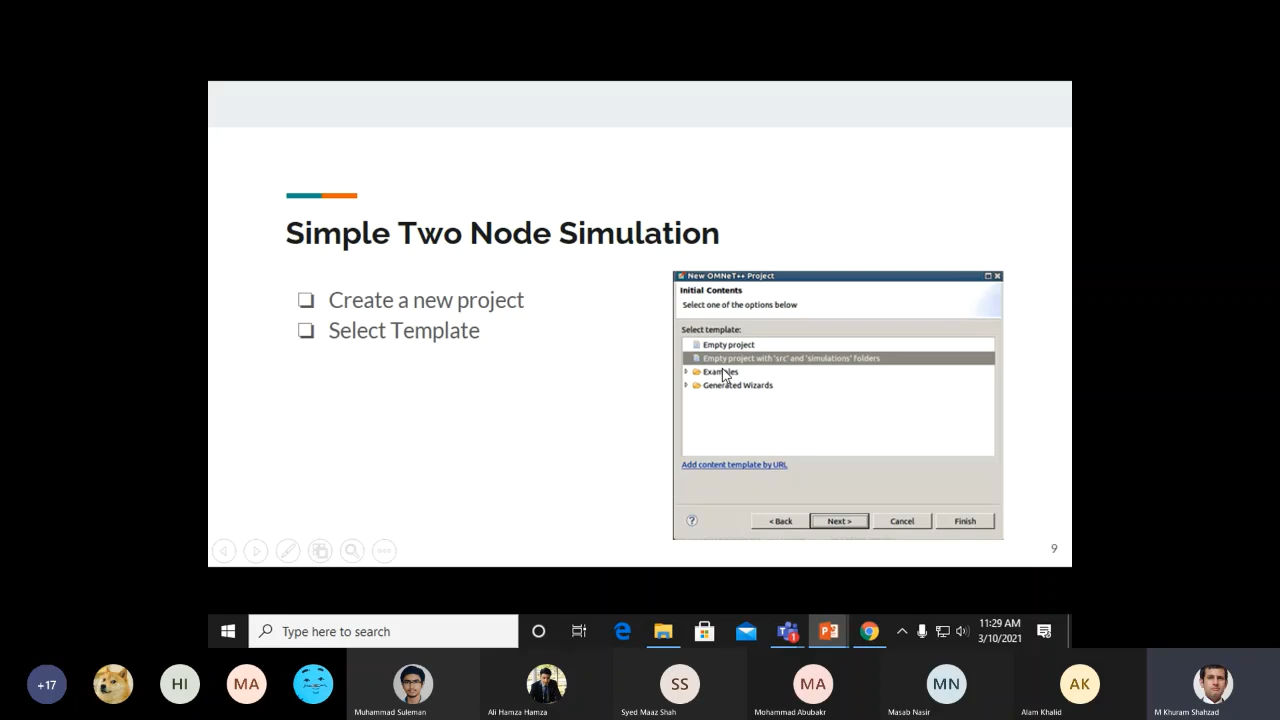 Simple Two Node Simulation
❏ Create a new project
❏ Select Template
New OMNeT++ Project
Initial Contents
Select one of the options below
Select template:
Empty project
Empty project with 'src' and 'simulations' folders
Examples
Generated Wizards
Add content template by URL
? < Back Next > Cancel Finish
9
Type here to search
11:29 AM
3/10/2021
1
+17 HI MA SS MA MN AK
Muhammad Suleman Ali Hamza Hamza Syed Maaz Shah Mohammad Abubakr Masab Nasir Alam Khalid M Khuram Shahzad